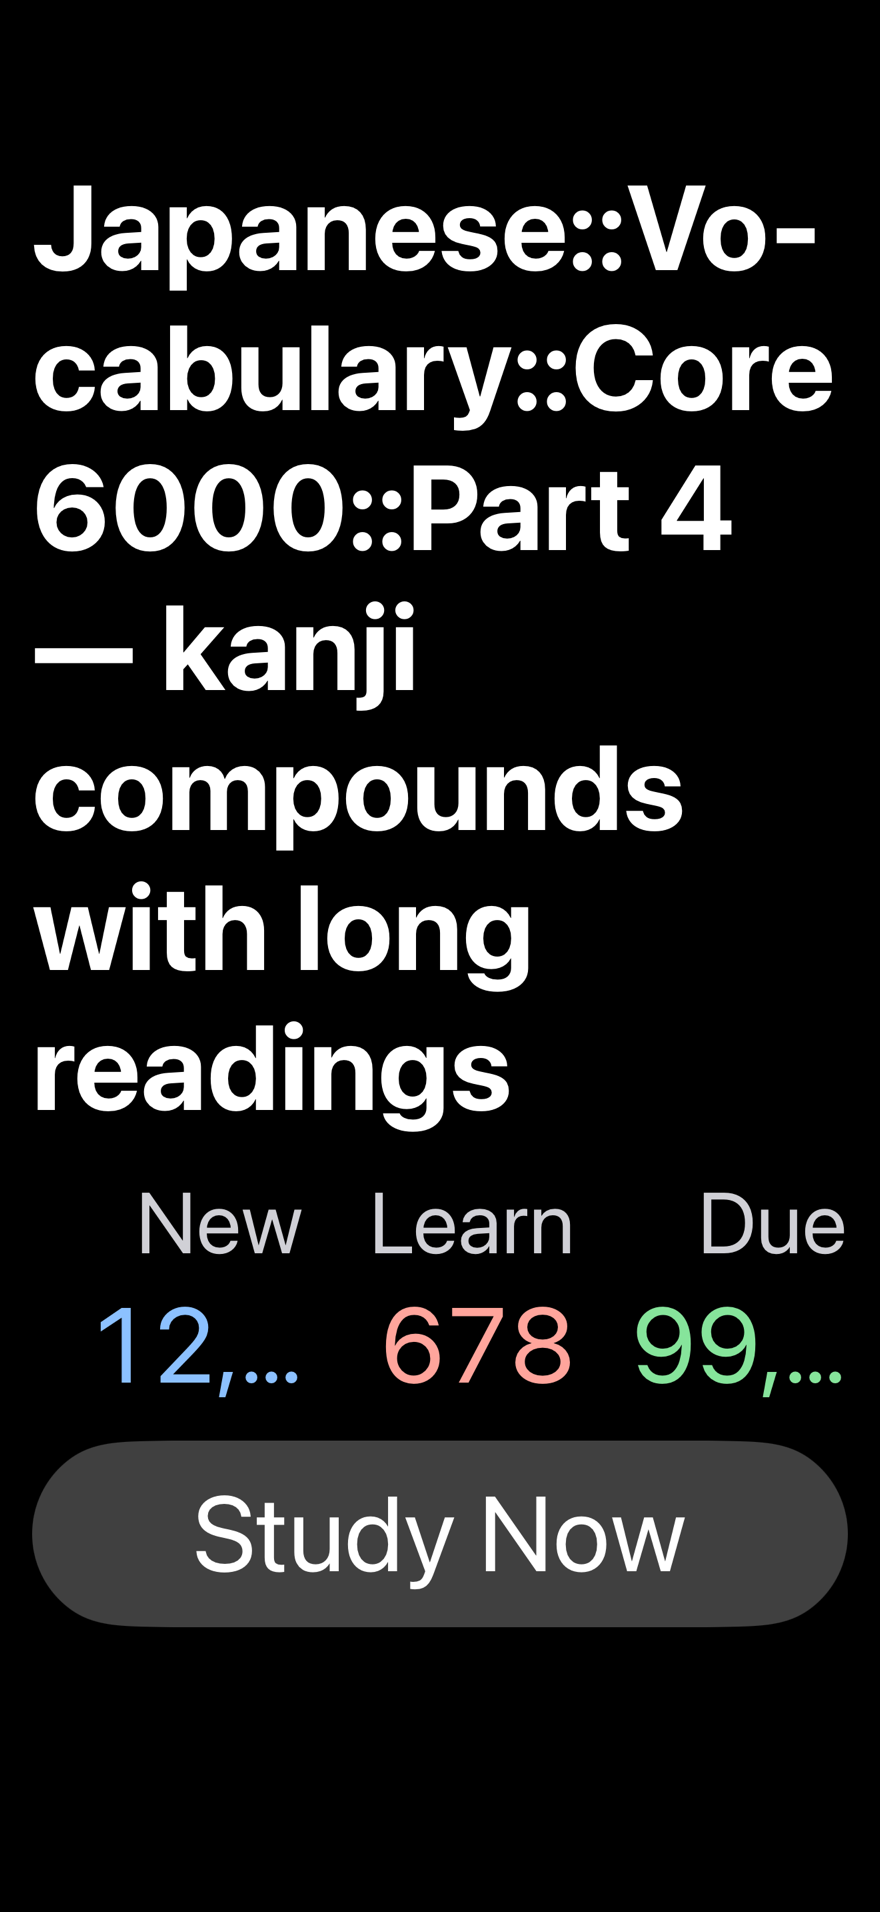 Japanese::Vo-
cabulary::Core
6000::Part 4
— kanji
compounds
with long
readings
New Learn Due
12,... 678 99,...
Study Now